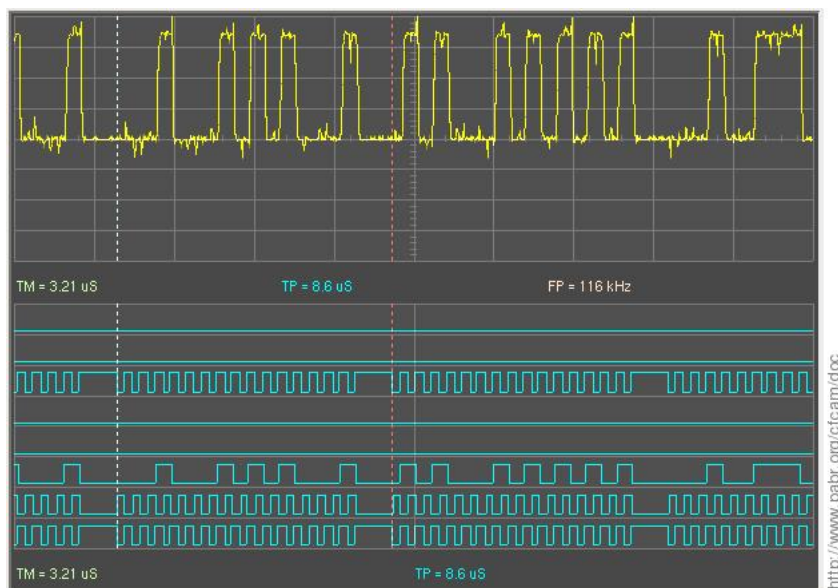 TM = 3.21 uS TP = 8.6 uS FP = 116 kHz
TM = 3.21 uS TP = 8.6 uS
http://www.pabr.org/cfcam/doc